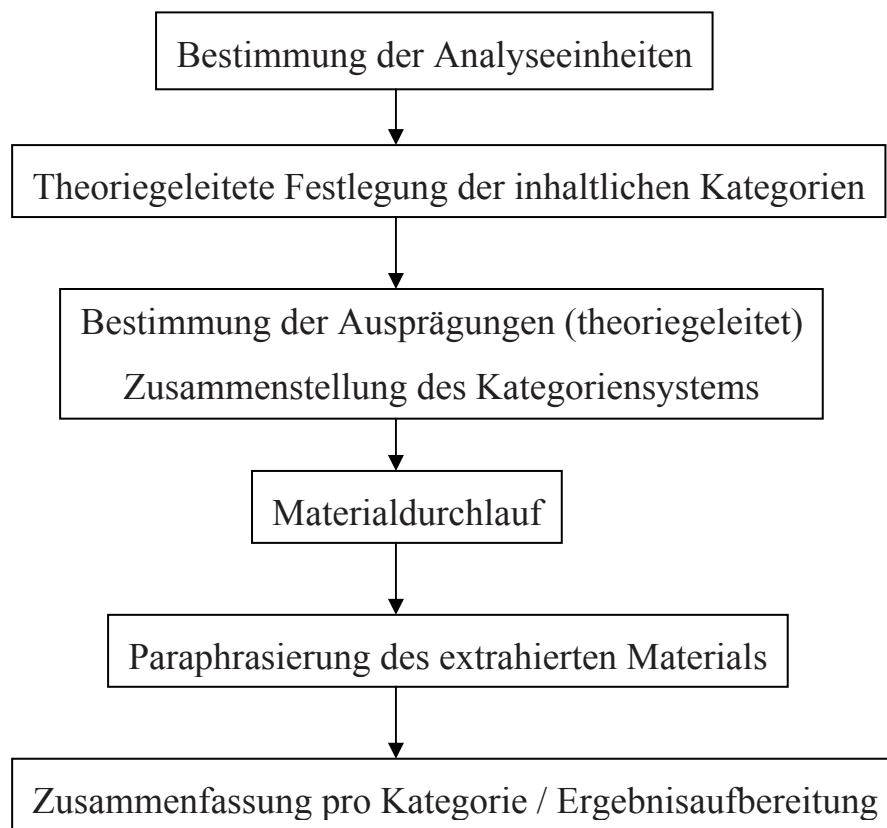 Bestimmung der Analyseeinheiten
Theoriegeleitete Festlegung der inhaltlichen Kategorien
Bestimmung der Ausprägungen (theoriegeleitet)
Zusammenstellung des Kategoriensystems
Materialdurchlauf
Paraphrasierung des extrahierten Materials
Zusammenfassung pro Kategorie / Ergebnisaufbereitung